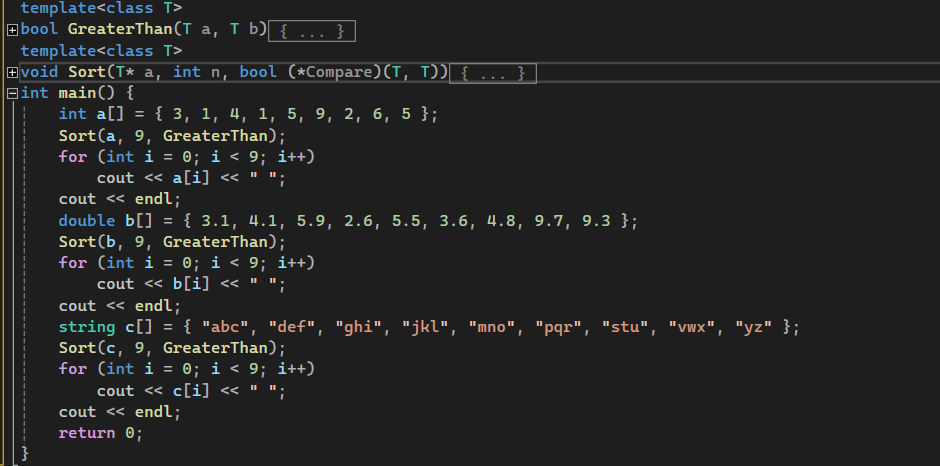 template<class T>
bool GreaterThan(T a, T b){ ... }
template<class T>
void Sort(T* a, int n, bool (*Compare)(T, T)){ ... }
int main() {
    int a[] = { 3, 1, 4, 1, 5, 9, 2, 6, 5 };
    Sort(a, 9, GreaterThan);
    for (int i = 0; i < 9; i++)
        cout << a[i] << " ";
    cout << endl;
    double b[] = { 3.1, 4.1, 5.9, 2.6, 5.5, 3.6, 4.8, 9.7, 9.3 };
    Sort(b, 9, GreaterThan);
    for (int i = 0; i < 9; i++)
        cout << b[i] << " ";
    cout << endl;
    string c[] = { "abc", "def", "ghi", "jkl", "mno", "pqr", "stu", "vwx", "yz" };
    Sort(c, 9, GreaterThan);
    for (int i = 0; i < 9; i++)
        cout << c[i] << " ";
    cout << endl;
    return 0;
}